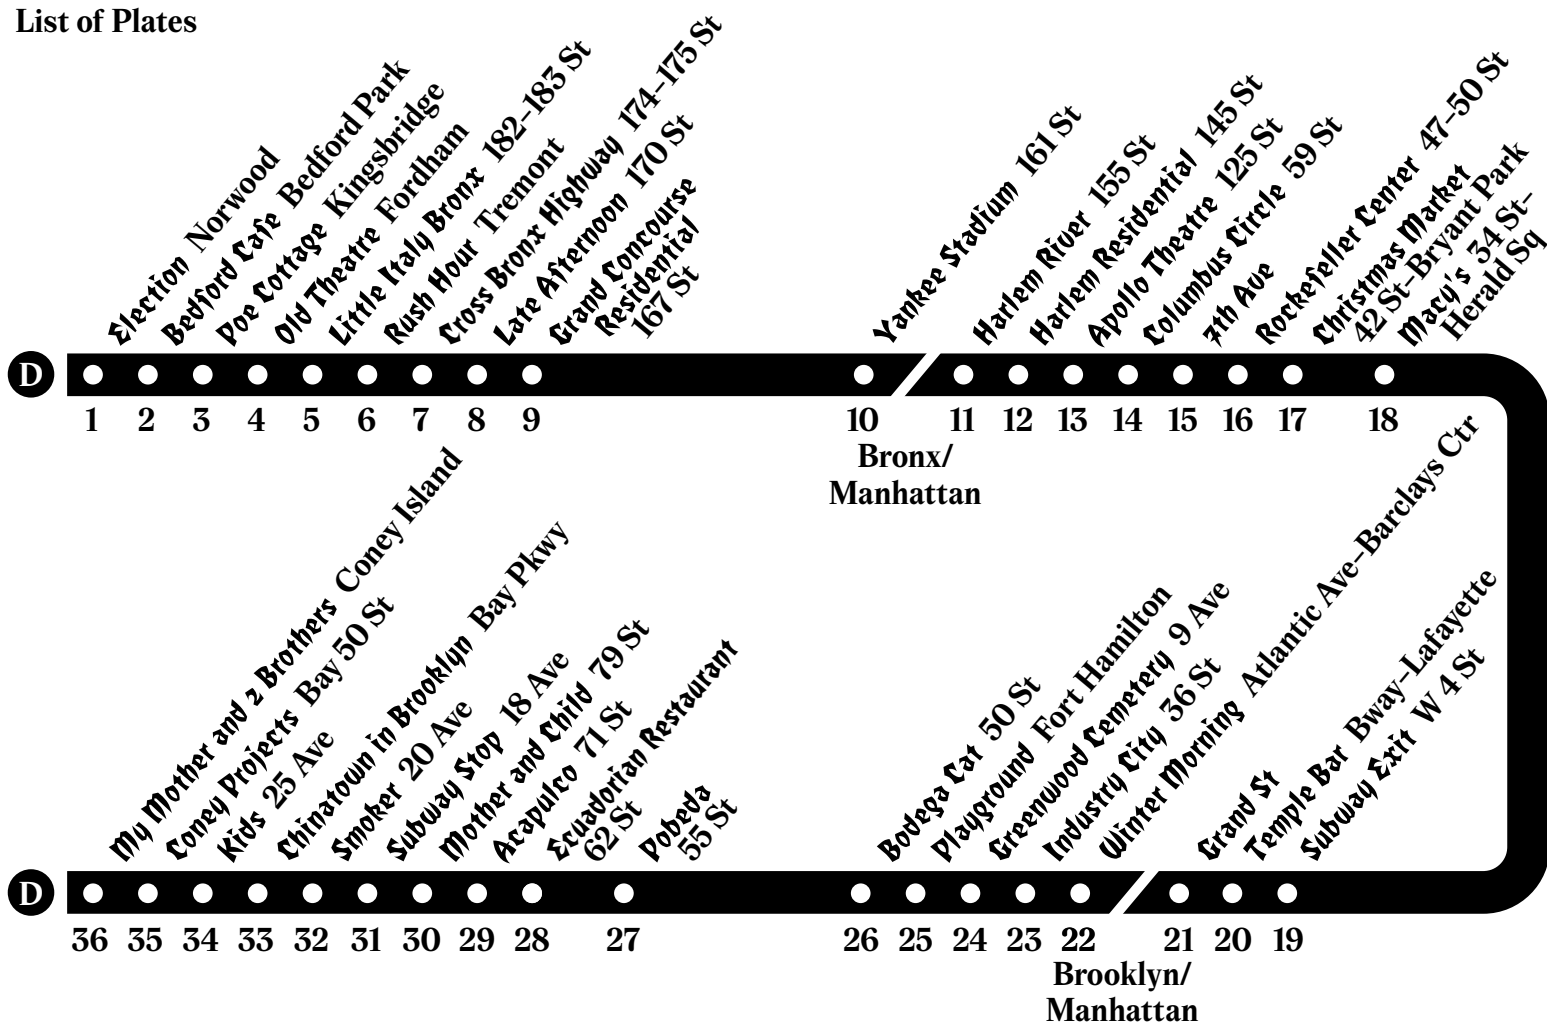 List of Plates
Election Norwood
Bedford Cafe Bedford Park
Poe Cottage Kingsbridge
Old Theatre Fordham
Little Italy Bronx 182–183 St
Rush Hour Tremont
Cross Bronx Highway 174–175 St
Late Afternoon 170 St
Grand Concourse
Residential
167 St
Yankee Stadium 161 St
Harlem River 155 St
Harlem Residential 145 St
Apollo Theatre 125 St
Columbus Circle 59 St
7th Ave
Rockefeller Center 47–50 St
Christmas Market
42 St–Bryant Park
Macy's 34 St–
Herald Sq
D
1 2 3 4 5 6 7 8 9 10 11 12 13 14 15 16 17 18
Bronx/
Manhattan
My Mother and 2 Brothers Coney Island
Coney Projects Bay 50 St
Kids 25 Ave
Chinatown in Brooklyn Bay Pkwy
Smoker 20 Ave
Subway Stop 18 Ave
Mother and Child 79 St
Acapulco 71 St
Ecuadorian Restaurant
62 St
Pobeda
55 St
Bodega Cat 50 St
Playground Fort Hamilton
Greenwood Cemetery 9 Ave
Industry City 36 St
Winter Morning Atlantic Ave–Barclays Ctr
Grand St
Temple Bar Bway–Lafayette
Subway Exit W 4 St
D
36 35 34 33 32 31 30 29 28 27 26 25 24 23 22 21 20 19
Brooklyn/
Manhattan